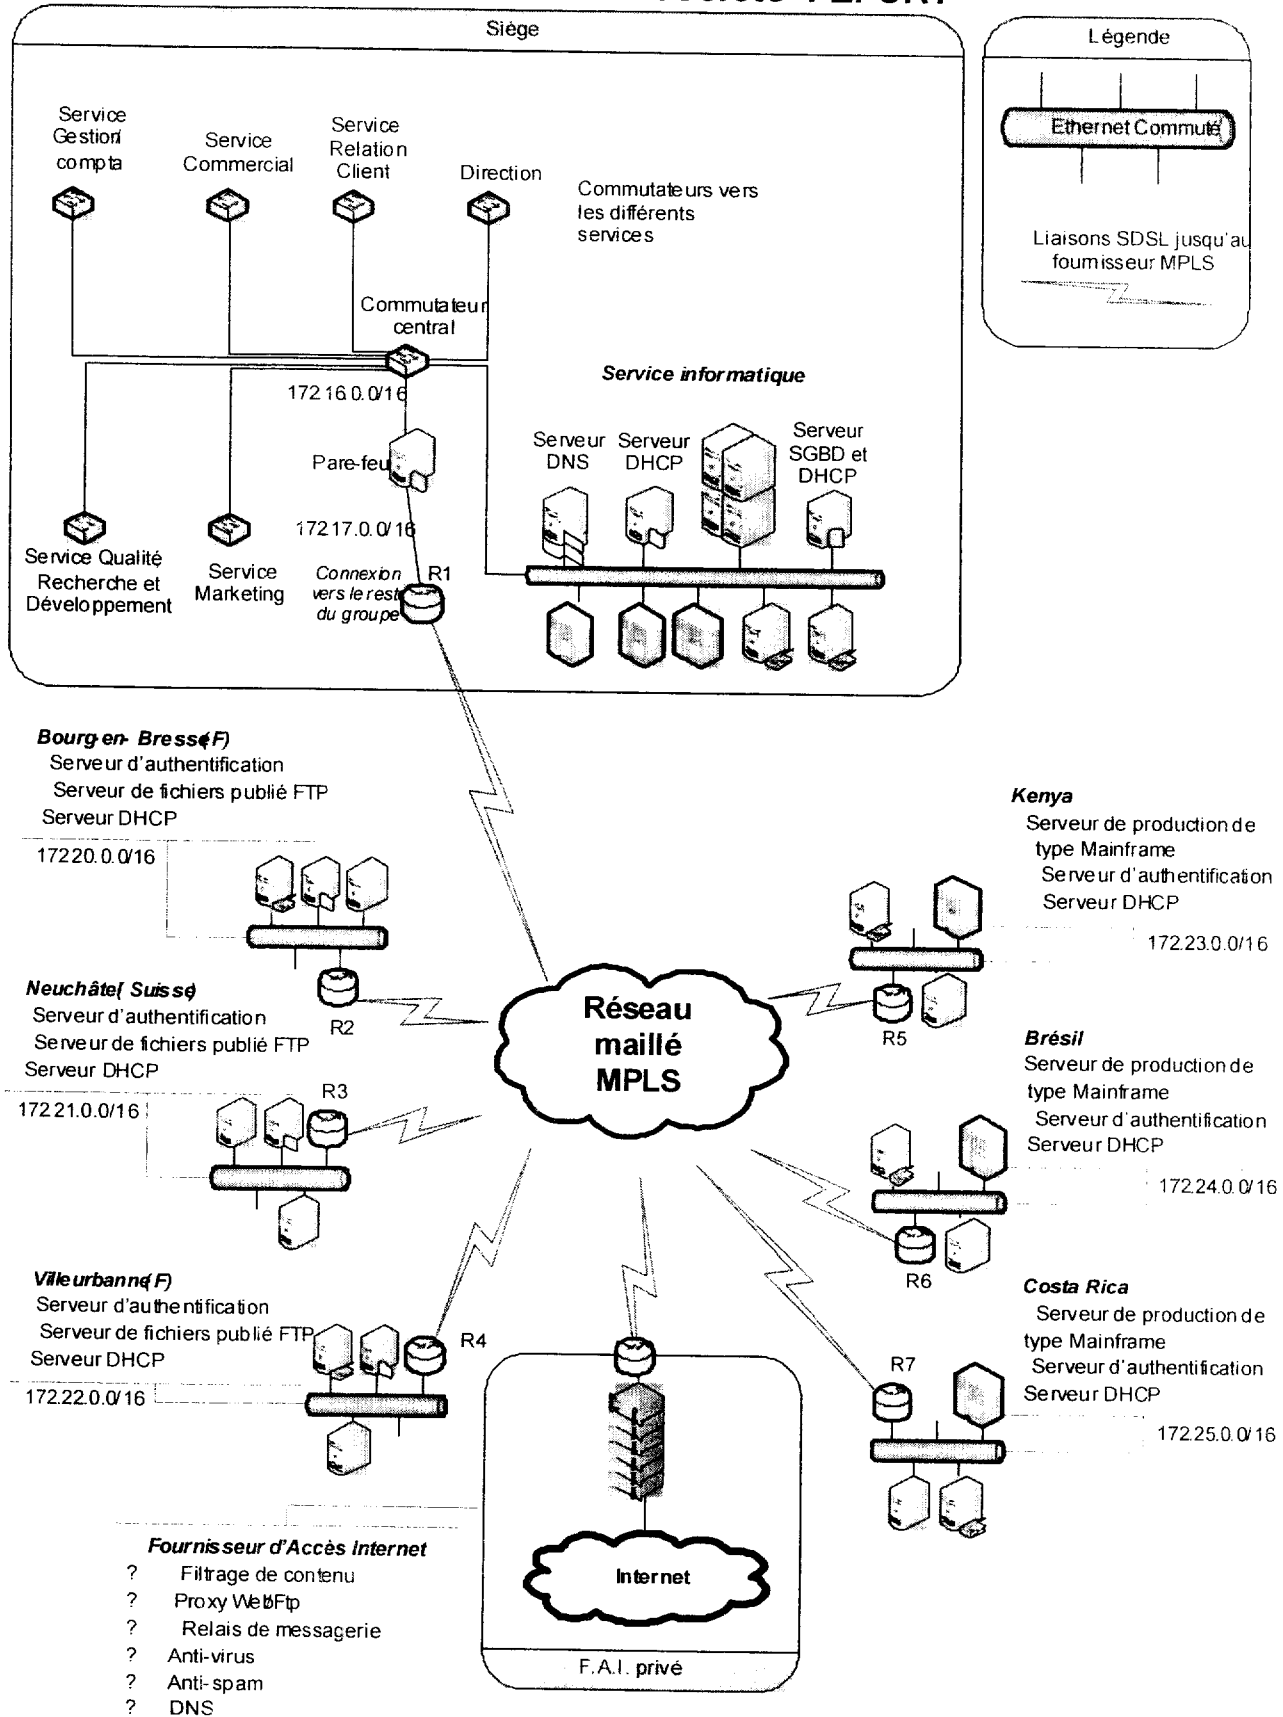 Siège
Service
Gestion/
compta
Service
Commercial
Service
Relation
Client
Direction
Commutateurs vers
les différents
services
Commutateur
central
172.16.0.0/16
Pare-feu
172.17.0.0/16
Service Qualité,
Recherche et
Développement
Service
Marketing
Connexion
vers le rest
du groupe
R1
Service informatique
Serveur
DNS
Serveur
DHCP
Serveur
SGBD et
DHCP
Légende
Ethernet Commuté
Liaisons SDSL jusqu'au
fournisseur MPLS
Bourg-en- Bresse(F)
Serveur d'authentification
Serveur de fichiers publié FTP
Serveur DHCP
172.20.0.0/16
R2
Neuchâte( Suisse)
Serveur d'authentification
Serveur de fichiers publié FTP
Serveur DHCP
172.21.0.0/16
R3
Villeurbanne(F)
Serveur d'authentification
Serveur de fichiers publié FTP
Serveur DHCP
172.22.0.0/16
R4
Réseau
maillé
MPLS
Kenya
Serveur de production de
type Mainframe
Serveur d'authentification
Serveur DHCP
172.23.0.0/16
R5
Brésil
Serveur de production de
type Mainframe
Serveur d'authentification
Serveur DHCP
172.24.0.0/16
R6
Costa Rica
Serveur de production de
type Mainframe
Serveur d'authentification
Serveur DHCP
172.25.0.0/16
R7
Fournisseur d'Accès Internet
? Filtrage de contenu
? Proxy Web/Ftp
? Relais de messagerie
? Anti-virus
? Anti-spam
? DNS
Internet
F.A.I. privé